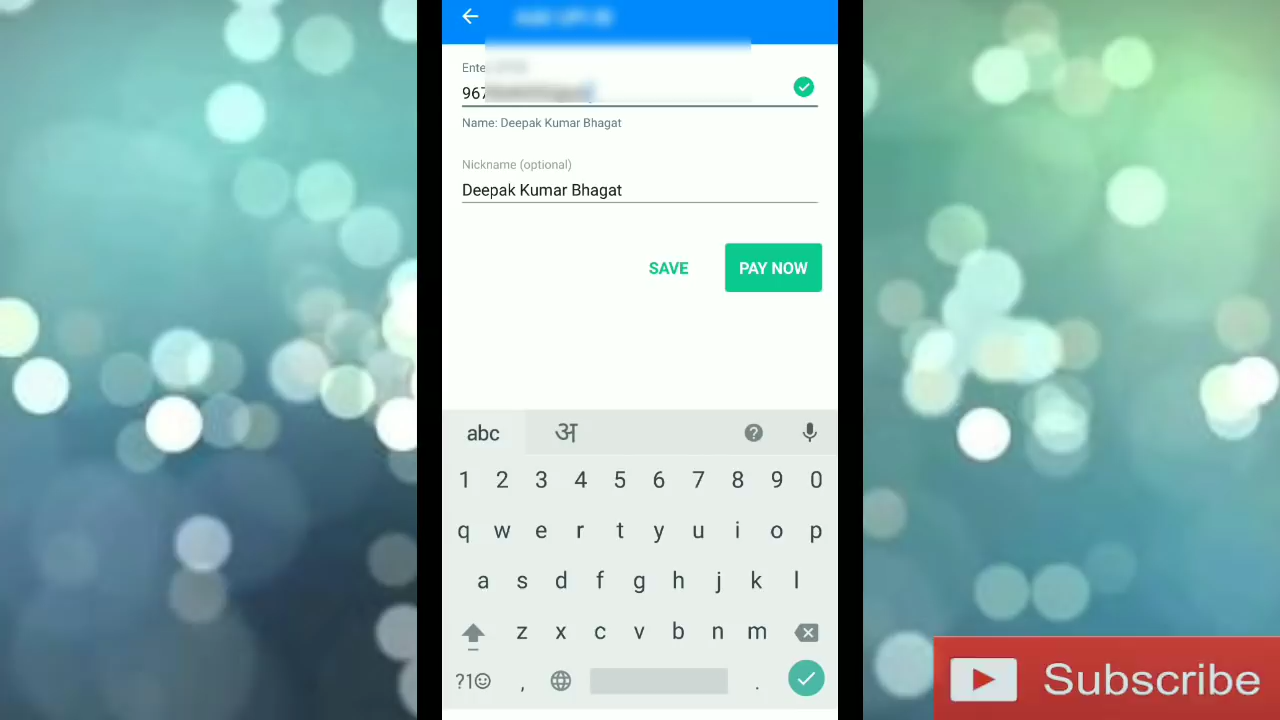 Ente
967
Name: Deepak Kumar Bhagat
Nickname (optional)
Deepak Kumar Bhagat
SAVE PAY NOW
abc अ ?
1 2 3 4 5 6 7 8 9 0
q w e r t y u i o p
a s d f g h j k l
z x c v b n m
?1☺ , .
Subscribe